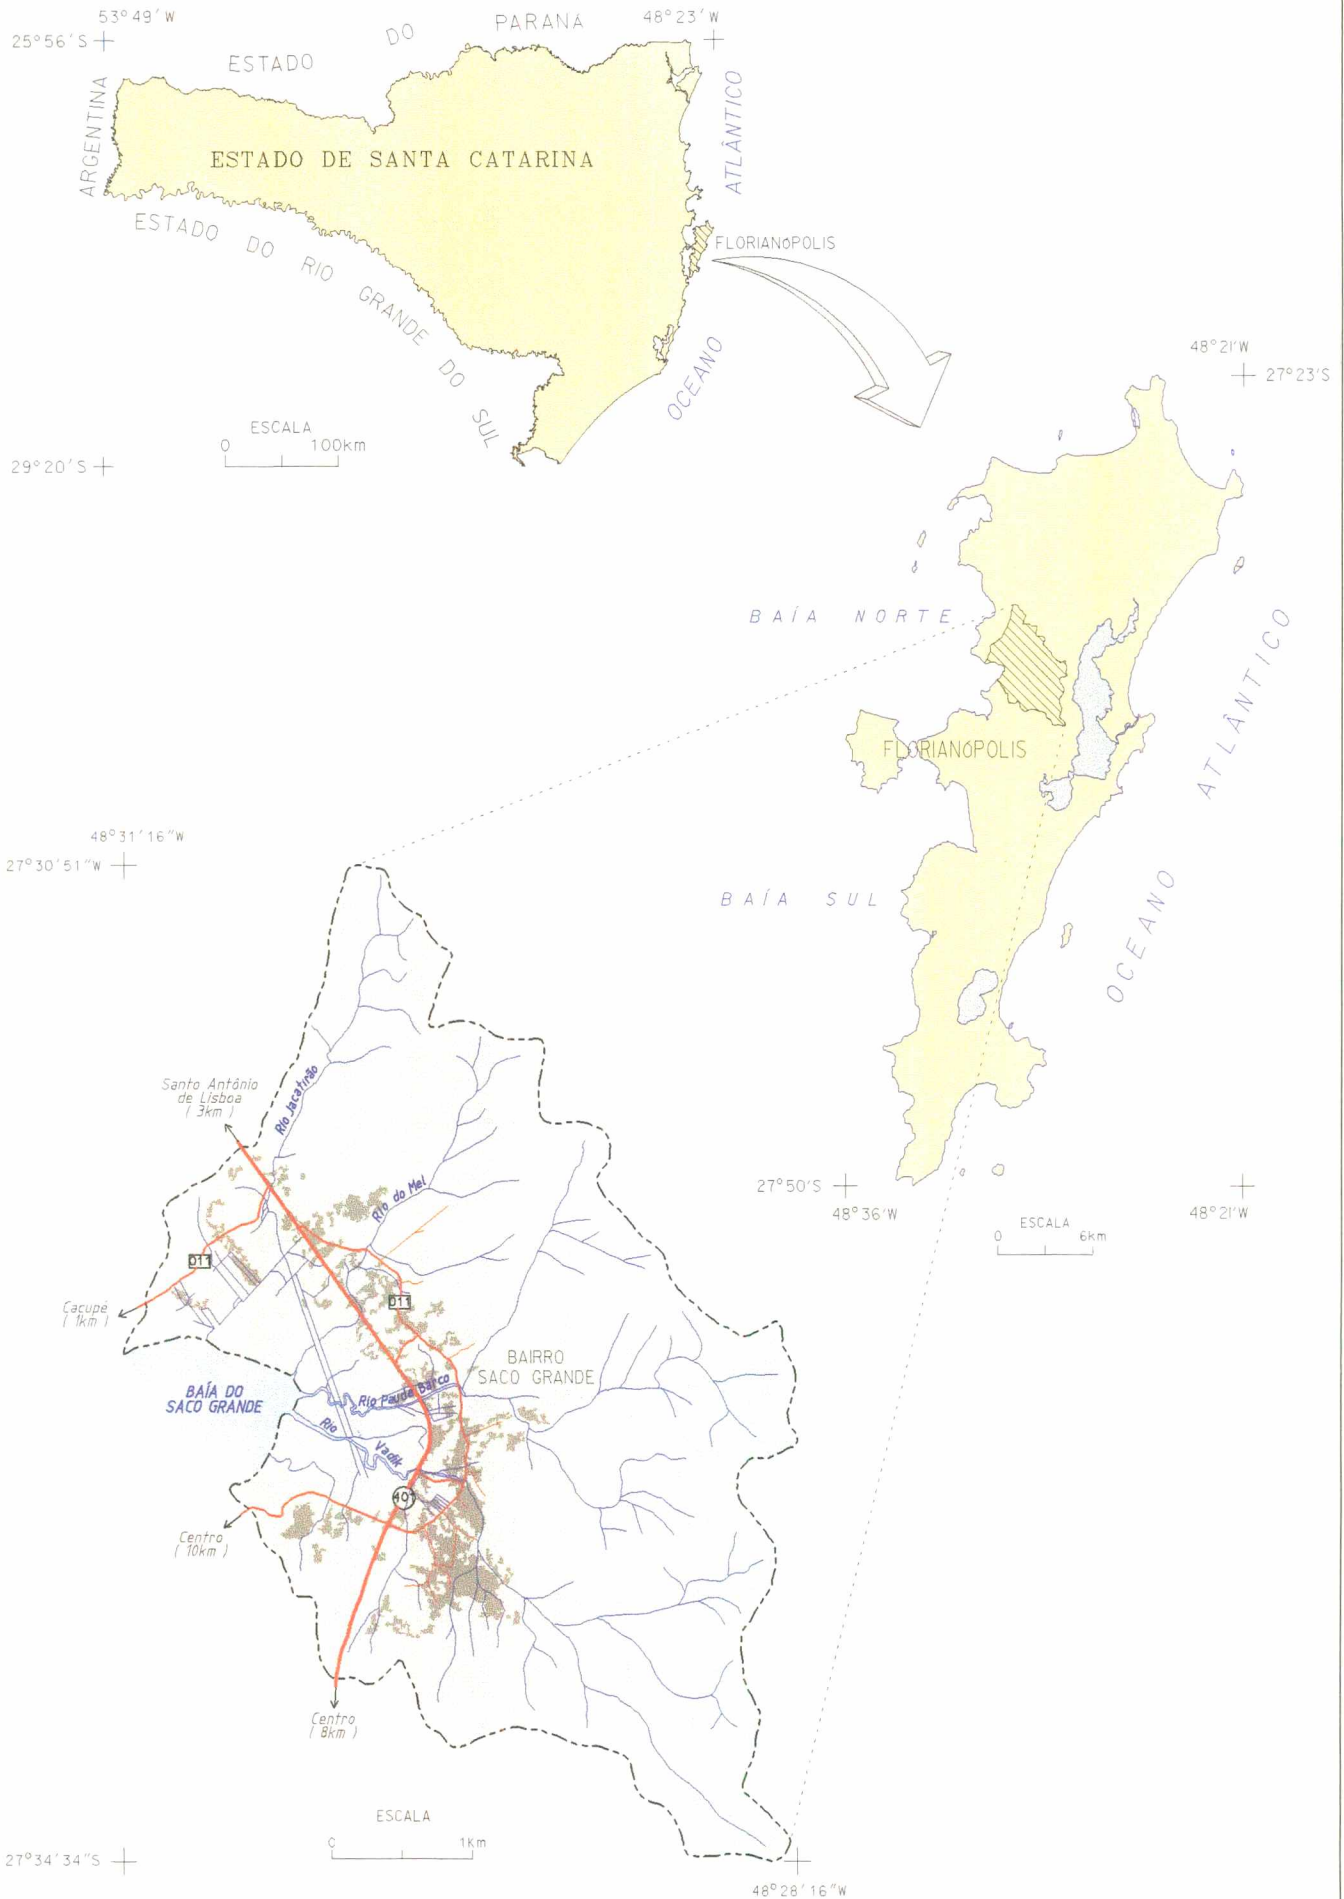 53°49'W
48°23'W
25°56'S
ESTADO DO PARANÁ
ARGENTINA
ESTADO DE SANTA CATARINA
ATLÂNTICO
ESTADO DO RIO GRANDE DO SUL
FLORIANÓPOLIS
OCEANO
ESCALA
0 100km
29°20'S
48°21'W
27°23'S
BAÍA NORTE
FLORIANÓPOLIS
OCEANO ATLÂNTICO
BAÍA SUL
27°50'S
48°36'W
48°21'W
ESCALA
0 6km
48°31'16"W
27°30'51"W
Santo Antônio
de Lisboa
( 3km )
Rio Jacatirão
Rio do Mel
011
011
Cacupé
( 1km )
BAIRRO
SACO GRANDE
BAÍA DO
SACO GRANDE
Rio Pau de Barco
Rio Vadik
401
Centro
( 10km )
Centro
( 8km )
ESCALA
0 1Km
27°34'34"S
48°28'16"W